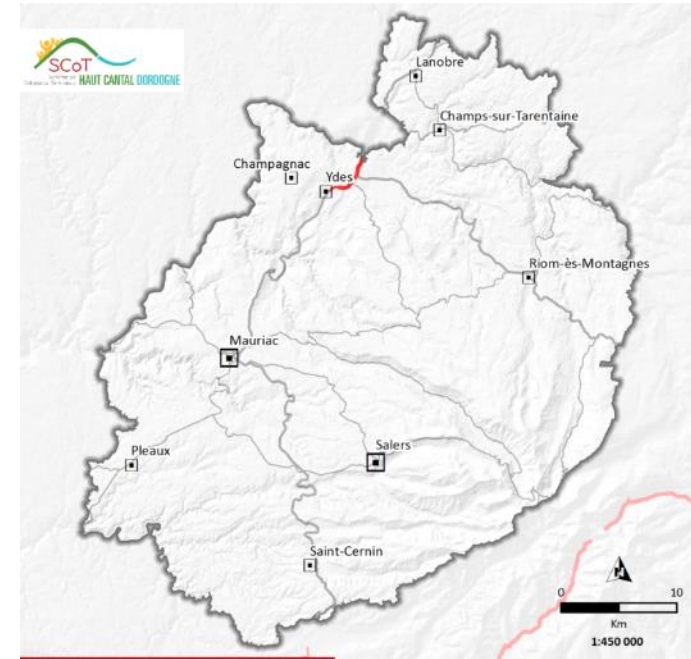 SCoT
HAUT CANTAL DORDOGNE
Lanobre
Champs-sur-Tarentaine
Champagnac
Ydes
Riom-ès-Montagnes
Mauriac
Pleaux
Salers
Saint-Cernin
0 10
Km
1:450 000